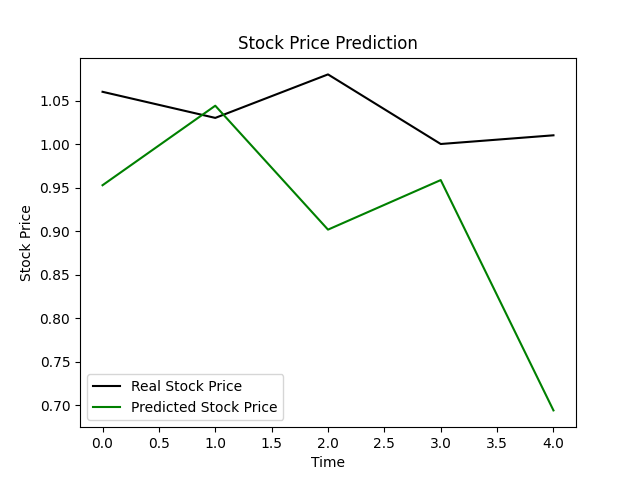 Stock Price Prediction
Stock Price
1.05
1.00
0.95
0.90
0.85
0.80
0.75
0.70
Real Stock Price
Predicted Stock Price
0.0 0.5 1.0 1.5 2.0 2.5 3.0 3.5 4.0
Time